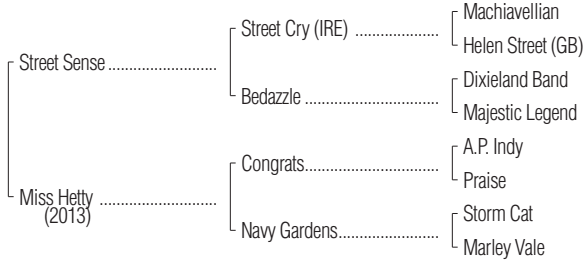 Machiavellian
Street Cry (IRE) ....................
Helen Street (GB)
Street Sense ..........................
Dixieland Band
Bedazzle ................................
Majestic Legend
A.P. Indy
Congrats................................
Praise
Miss Hetty ............................
(2013)
Storm Cat
Navy Gardens........................
Marley Vale